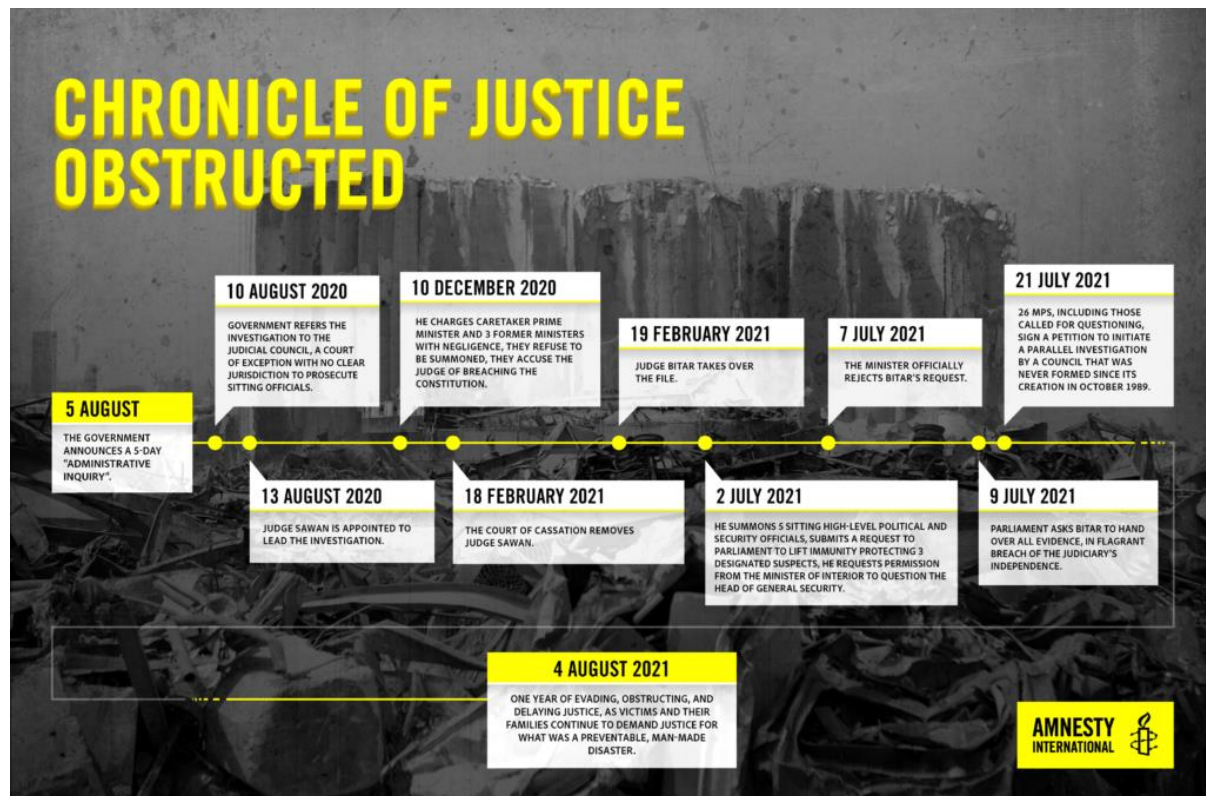 CHRONICLE OF JUSTICE
OBSTRUCTED
5 AUGUST
THE GOVERNMENT
ANNOUNCES A 5-DAY
"ADMINISTRATIVE
INQUIRY".
10 AUGUST 2020
GOVERNMENT REFERS THE
INVESTIGATION TO THE
JUDICIAL COUNCIL, A COURT
OF EXCEPTION WITH NO CLEAR
JURISDICTION TO PROSECUTE
SITTING OFFICIALS.
13 AUGUST 2020
JUDGE SAWAN IS APPOINTED TO
LEAD THE INVESTIGATION.
10 DECEMBER 2020
HE CHARGES CARETAKER PRIME
MINISTER AND 3 FORMER MINISTERS
WITH NEGLIGENCE, THEY REFUSE TO
BE SUMMONED, THEY ACCUSE THE
JUDGE OF BREACHING THE
CONSTITUTION.
18 FEBRUARY 2021
THE COURT OF CASSATION REMOVES
JUDGE SAWAN.
19 FEBRUARY 2021
JUDGE BITAR TAKES OVER
THE FILE.
2 JULY 2021
HE SUMMONS 5 SITTING HIGH-LEVEL POLITICAL AND
SECURITY OFFICIALS, SUBMITS A REQUEST TO
PARLIAMENT TO LIFT IMMUNITY PROTECTING 3
DESIGNATED SUSPECTS, HE REQUESTS PERMISSION
FROM THE MINISTER OF INTERIOR TO QUESTION THE
HEAD OF GENERAL SECURITY.
7 JULY 2021
THE MINISTER OFFICIALLY
REJECTS BITAR'S REQUEST.
9 JULY 2021
PARLIAMENT ASKS BITAR TO HAND
OVER ALL EVIDENCE, IN FLAGRANT
BREACH OF THE JUDICIARY'S
INDEPENDENCE.
21 JULY 2021
26 MPS, INCLUDING THOSE
CALLED FOR QUESTIONING,
SIGN A PETITION TO INITIATE
A PARALLEL INVESTIGATION
BY A COUNCIL THAT WAS
NEVER FORMED SINCE ITS
CREATION IN OCTOBER 1989.
4 AUGUST 2021
ONE YEAR OF EVADING, OBSTRUCTING, AND
DELAYING JUSTICE, AS VICTIMS AND THEIR
FAMILIES CONTINUE TO DEMAND JUSTICE FOR
WHAT WAS A PREVENTABLE, MAN-MADE
DISASTER.
AMNESTY
INTERNATIONAL